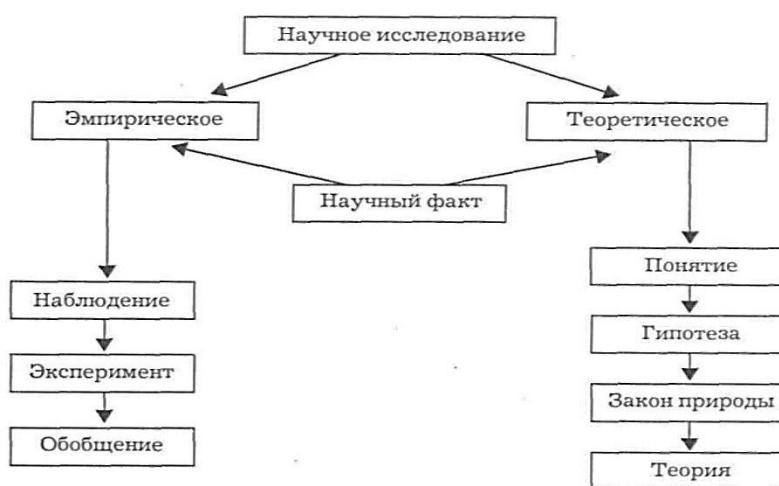 Научное исследование
Эмпирическое
Теоретическое
Научный факт
Понятие
Наблюдение
Гипотеза
Эксперимент
Закон природы
Обобщение
Теория